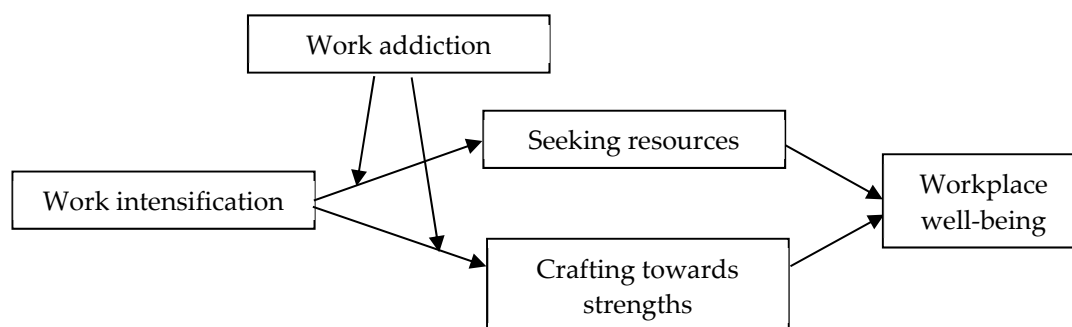 Work addiction
Seeking resources
Work intensification
Workplace
well-being
Crafting towards
strengths